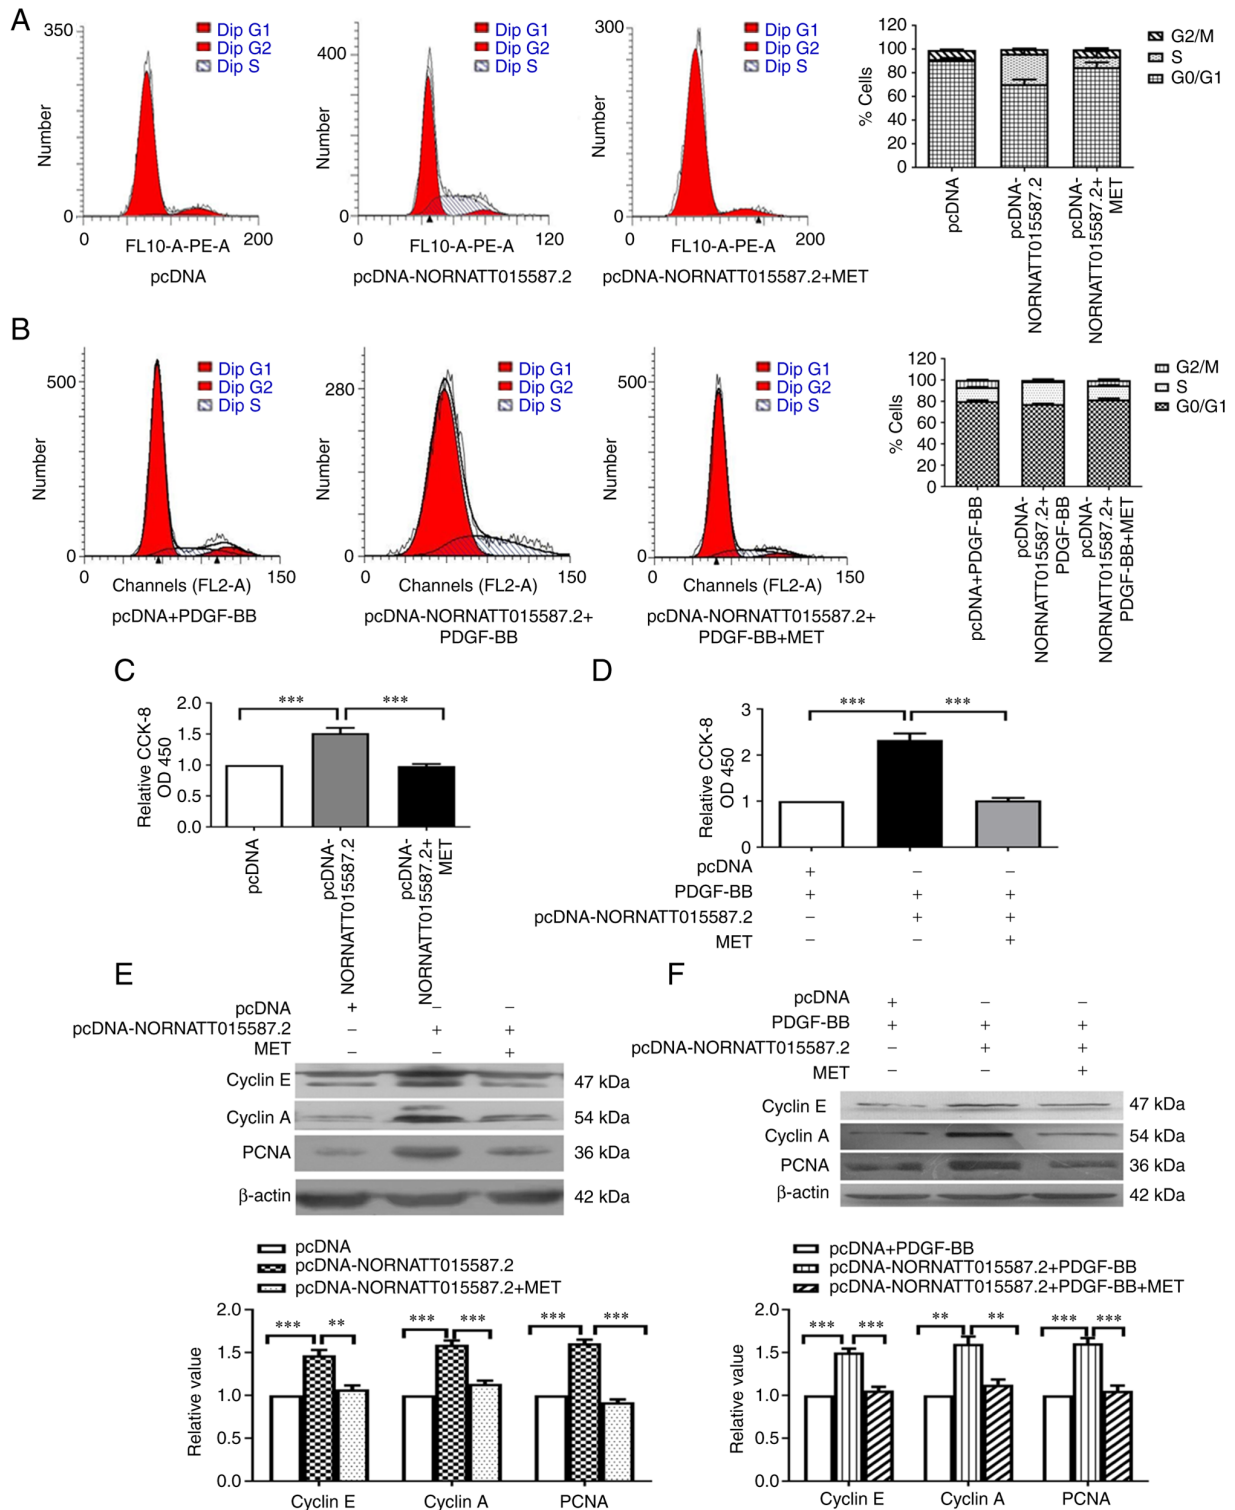 A
350
0
Number
0
200
FL10-A-PE-A
pcDNA
Dip G1
Dip G2
Dip S
400
0
Number
0
120
FL10-A-PE-A
pcDNA-NORNATT015587.2
Dip G1
Dip G2
Dip S
300
0
Number
0
200
FL10-A-PE-A
pcDNA-NORNATT015587.2+MET
Dip G1
Dip G2
Dip S
120
100
80
60
40
20
0
% Cells
G2/M
S
G0/G1
pcDNA
pcDNA-
NORNATT015587.2
pcDNA-
NORNATT015587.2+
MET
B
500
0
Number
0
150
Channels (FL2-A)
pcDNA+PDGF-BB
Dip G1
Dip G2
Dip S
280
0
Number
0
150
Channels (FL2-A)
pcDNA-NORNATT015587.2+
PDGF-BB
Dip G1
Dip G2
Dip S
500
0
Number
0
150
Channels (FL2-A)
pcDNA-NORNATT015587.2+
PDGF-BB+MET
Dip G1
Dip G2
Dip S
120
100
80
60
40
20
0
% Cells
G2/M
S
G0/G1
pcDNA+PDGF-BB
pcDNA-
NORNATT015587.2+
PDGF-BB
pcDNA-
NORNATT015587.2+
PDGF-BB+MET
C
2.0
1.5
1.0
0.5
0.0
Relative CCK-8
OD 450
*** ***
pcDNA
pcDNA-
NORNATT015587.2
pcDNA-
NORNATT015587.2+
MET
D
3
2
1
0
Relative CCK-8
OD 450
*** ***
pcDNA + − −
PDGF-BB + + +
pcDNA-NORNATT015587.2 − + +
MET − − +
E
pcDNA + − −
pcDNA-NORNATT015587.2 − + +
MET − − +
Cyclin E 47 kDa
Cyclin A 54 kDa
PCNA 36 kDa
β-actin 42 kDa
pcDNA
pcDNA-NORNATT015587.2
pcDNA-NORNATT015587.2+MET
2.0
1.5
1.0
0.5
0.0
Relative value
*** ** *** *** *** ***
Cyclin E Cyclin A PCNA
F
pcDNA + − −
PDGF-BB + + +
pcDNA-NORNATT015587.2 − + +
MET − − +
Cyclin E 47 kDa
Cyclin A 54 kDa
PCNA 36 kDa
β-actin 42 kDa
pcDNA+PDGF-BB
pcDNA-NORNATT015587.2+PDGF-BB
pcDNA-NORNATT015587.2+PDGF-BB+MET
2.0
1.5
1.0
0.5
0.0
Relative value
*** *** ** ** *** ***
Cyclin E Cyclin A PCNA